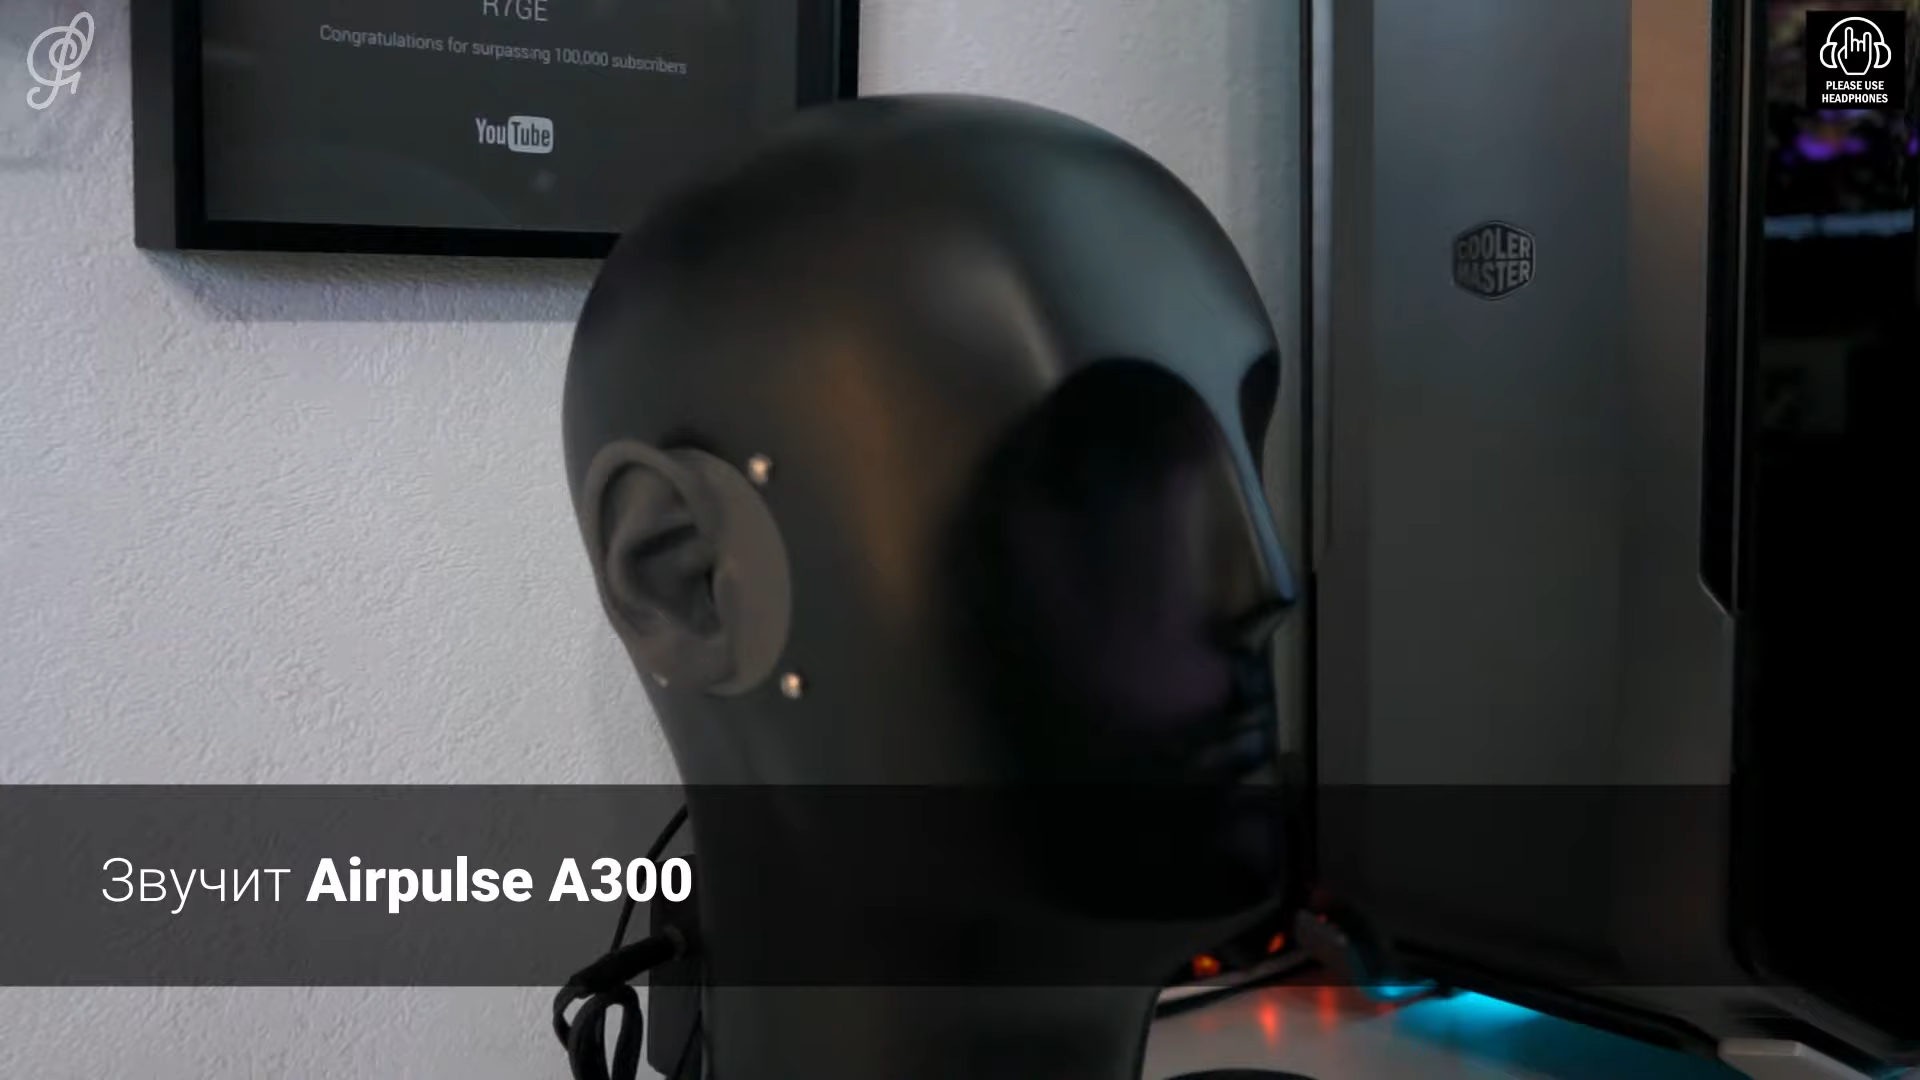 R7GE
Congratulations for surpassing 100,000 subscribers
YouTube
PLEASE USE
HEADPHONES
COOLER
MASTER
Звучит Airpulse A300